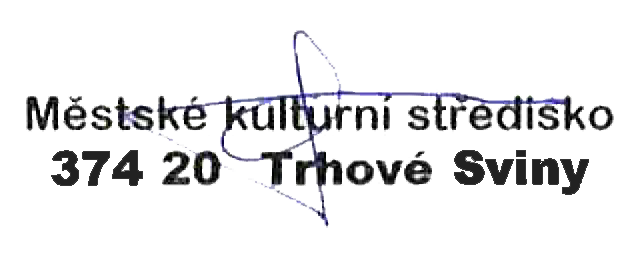 Městské kulturní středisko
374 20 Trhové Sviny